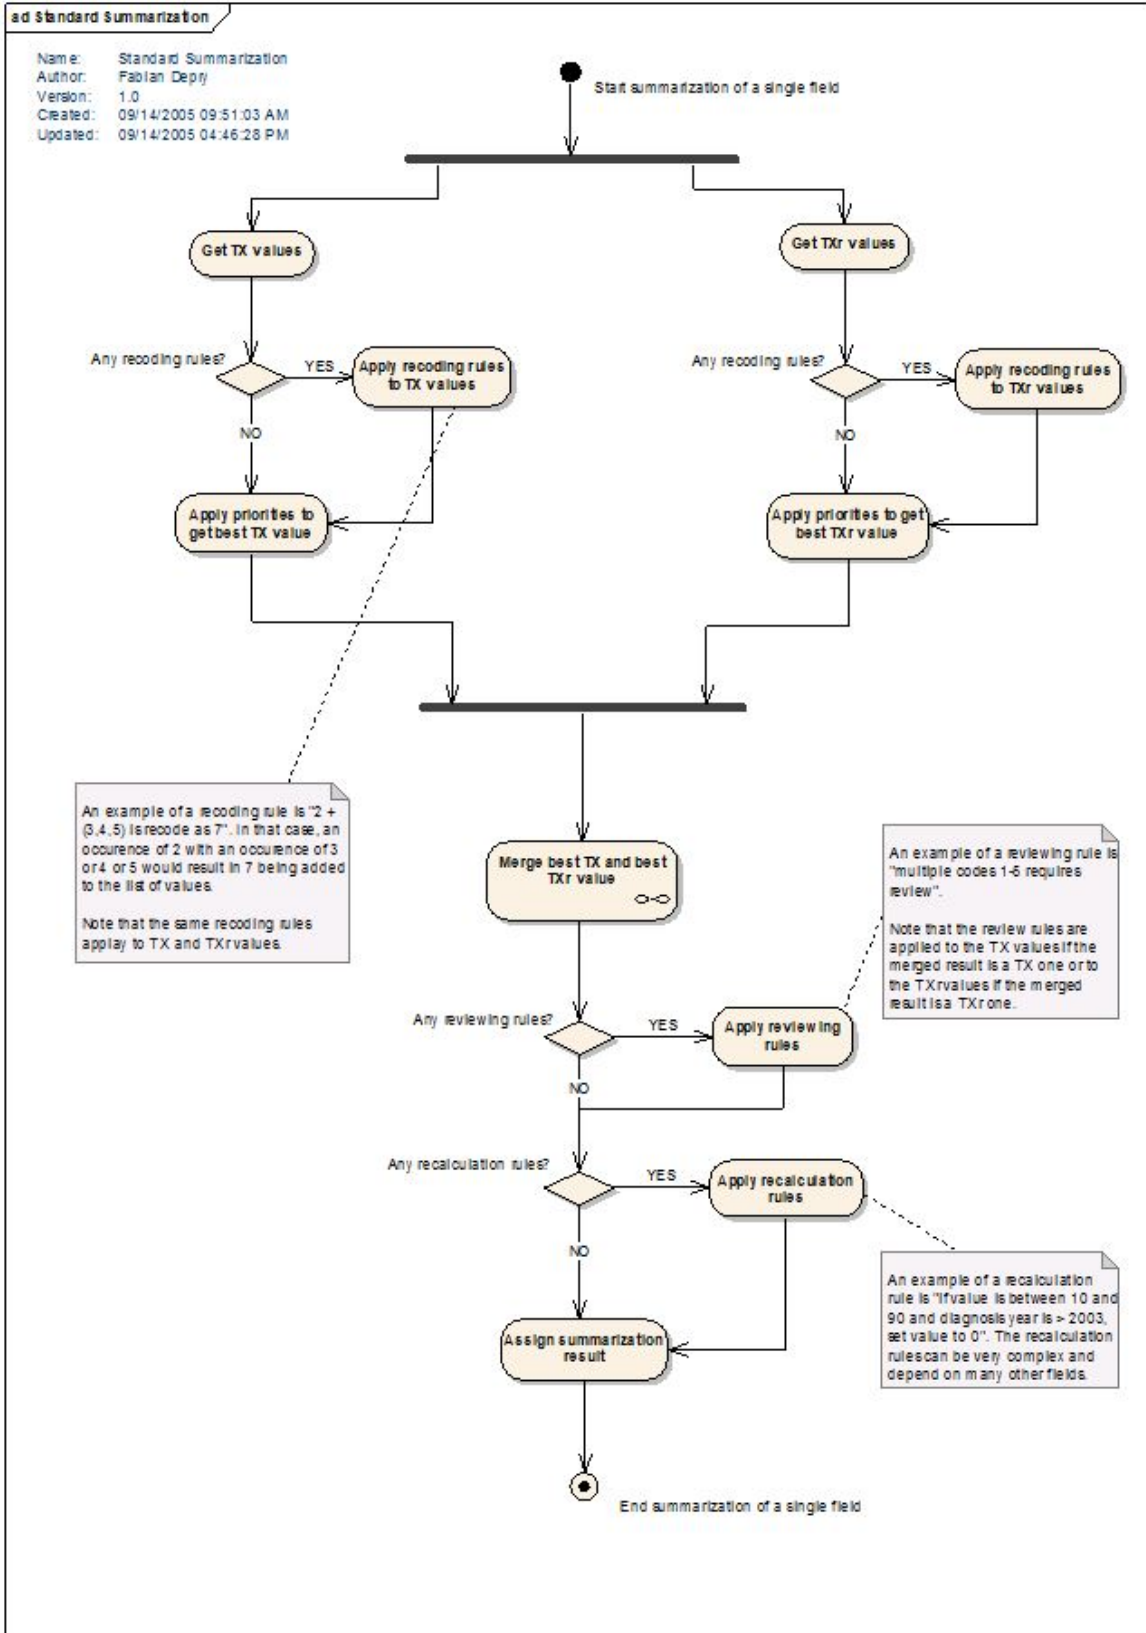 ad Standard Summarization
Name: Standard Summarization
Author: Fabian Depry
Version: 1.0
Created: 09/14/2005 09:51:03 AM
Updated: 09/14/2005 04:46:28 PM
Start summarization of a single field
Get TX values
Get TXr values
Any recoding rules?
YES
Apply recoding rules
to TX values
NO
Any recoding rules?
YES
Apply recoding rules
to TXr values
NO
Apply priorities to
get best TX value
Apply priorities to get
best TXr value
An example of a recoding rule is "2 +
(3,4,5) is recode as 7". In that case, an
occurence of 2 with an occurence of 3
or 4 or 5 would result in 7 being added
to the list of values.
Note that the same recoding rules
applay to TX and TXr values.
Merge best TX and best
TXr value
An example of a reviewing rule is
"multiple codes 1-6 requires
review".
Note that the review rules are
applied to the TX values if the
merged result is a TX one or to
the TXr values if the merged
result is a TXr one.
Any reviewing rules?
YES
Apply reviewing
rules
NO
Any recalculation rules?
YES
Apply recalculation
rules
NO
An example of a recalculation
rule is "If value is between 10 and
90 and diagnosis year is > 2003,
set value to 0". The recalculation
rules can be very complex and
depend on many other fields.
Assign summarization
result
End summarization of a single field